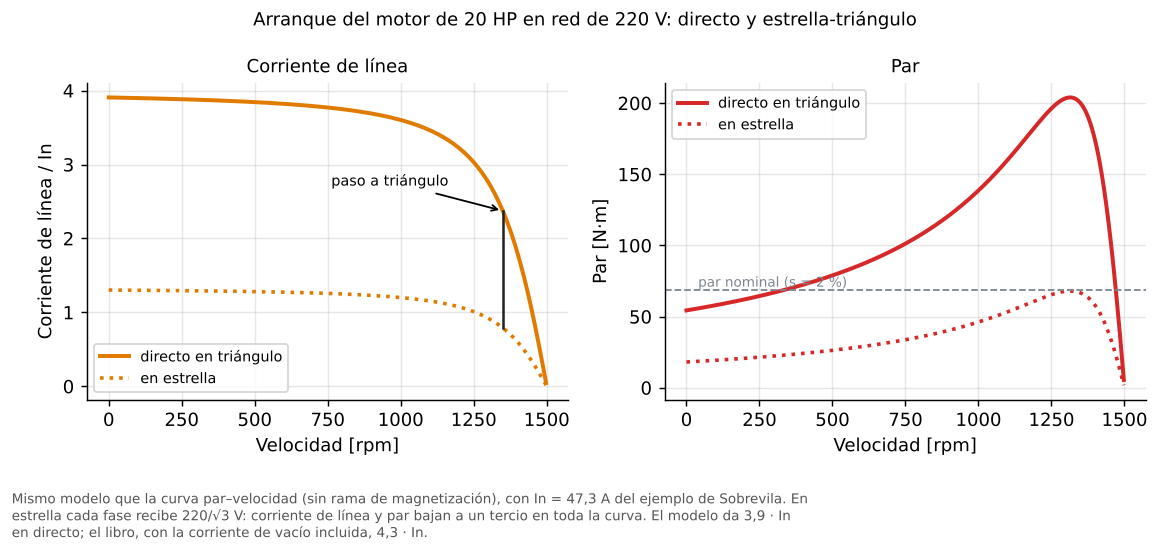 Arranque del motor de 20 HP en red de 220 V: directo y estrella-triángulo
Corriente de línea
Corriente de línea / In
4
3
2
1
0
paso a triángulo
directo en triángulo
en estrella
0 250 500 750 1000 1250 1500
Velocidad [rpm]
Par
Par [N·m]
200
150
100
50
0
directo en triángulo
en estrella
par nominal (s = 2 %)
0 250 500 750 1000 1250 1500
Velocidad [rpm]
Mismo modelo que la curva par–velocidad (sin rama de magnetización), con In = 47,3 A del ejemplo de Sobrevila. En
estrella cada fase recibe 220/√3 V: corriente de línea y par bajan a un tercio en toda la curva. El modelo da 3,9 · In
en directo; el libro, con la corriente de vacío incluida, 4,3 · In.